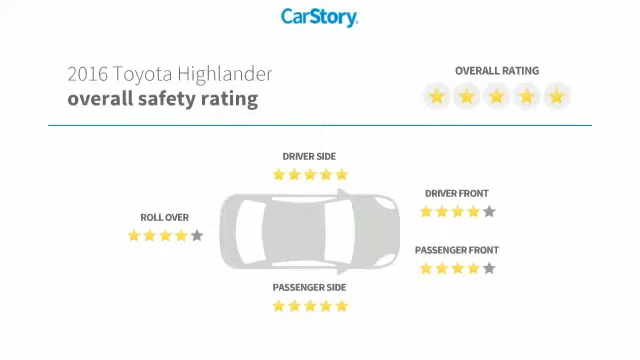 CarStory.
2016 Toyota Highlander
overall safety rating
OVERALL RATING
DRIVER SIDE
DRIVER FRONT
ROLL OVER
PASSENGER FRONT
PASSENGER SIDE